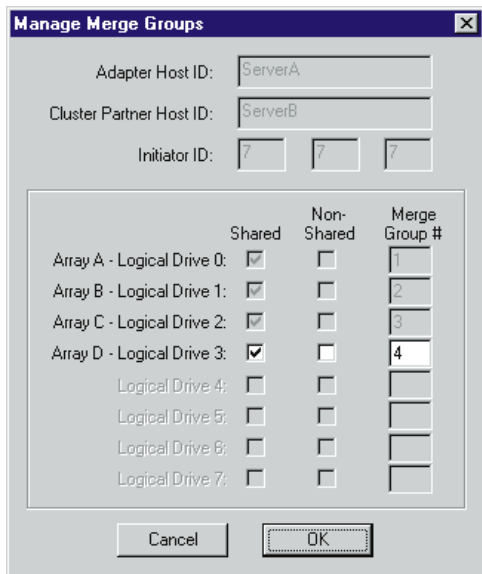 Manage Merge Groups
Adapter Host ID: ServerA
Cluster Partner Host ID: ServerB
Initiator ID: 7 7 7
Shared Non-Shared Merge Group #
Array A - Logical Drive 0: 1
Array B - Logical Drive 1: 2
Array C - Logical Drive 2: 3
Array D - Logical Drive 3: 4
Logical Drive 4:
Logical Drive 5:
Logical Drive 6:
Logical Drive 7:
Cancel OK